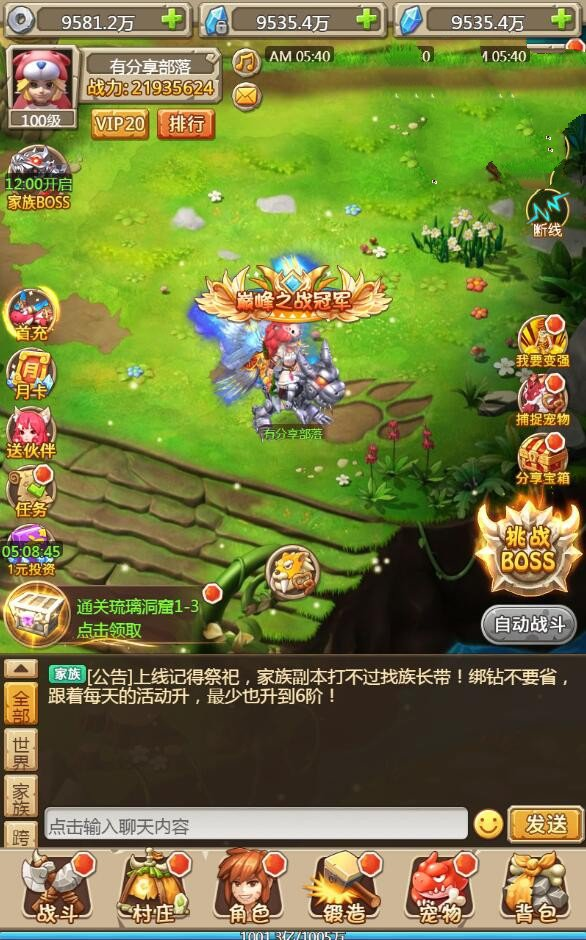 9581.2万
9535.4万
9535.4万
有分享部落
战力:21935624
100级
VIP20
排行
AM 05:40
12:00开启
家族BOSS
断线
首充
巅峰之战冠军
我要变强
月卡
捕捉宠物
有分享部落
送伙伴
分享宝箱
任务
挑战
BOSS
05:08:45
1元投资
通关琉璃洞窟1-3
点击领取
自动战斗
家族 [公告]上线记得祭祀，家族副本打不过找族长带！绑钻不要省，
跟着每天的活动升，最少也升到6阶！
全部
世界
家族
跨
点击输入聊天内容
发送
战斗
村庄
角色
锻造
宠物
背包
1001.3亿/1005万